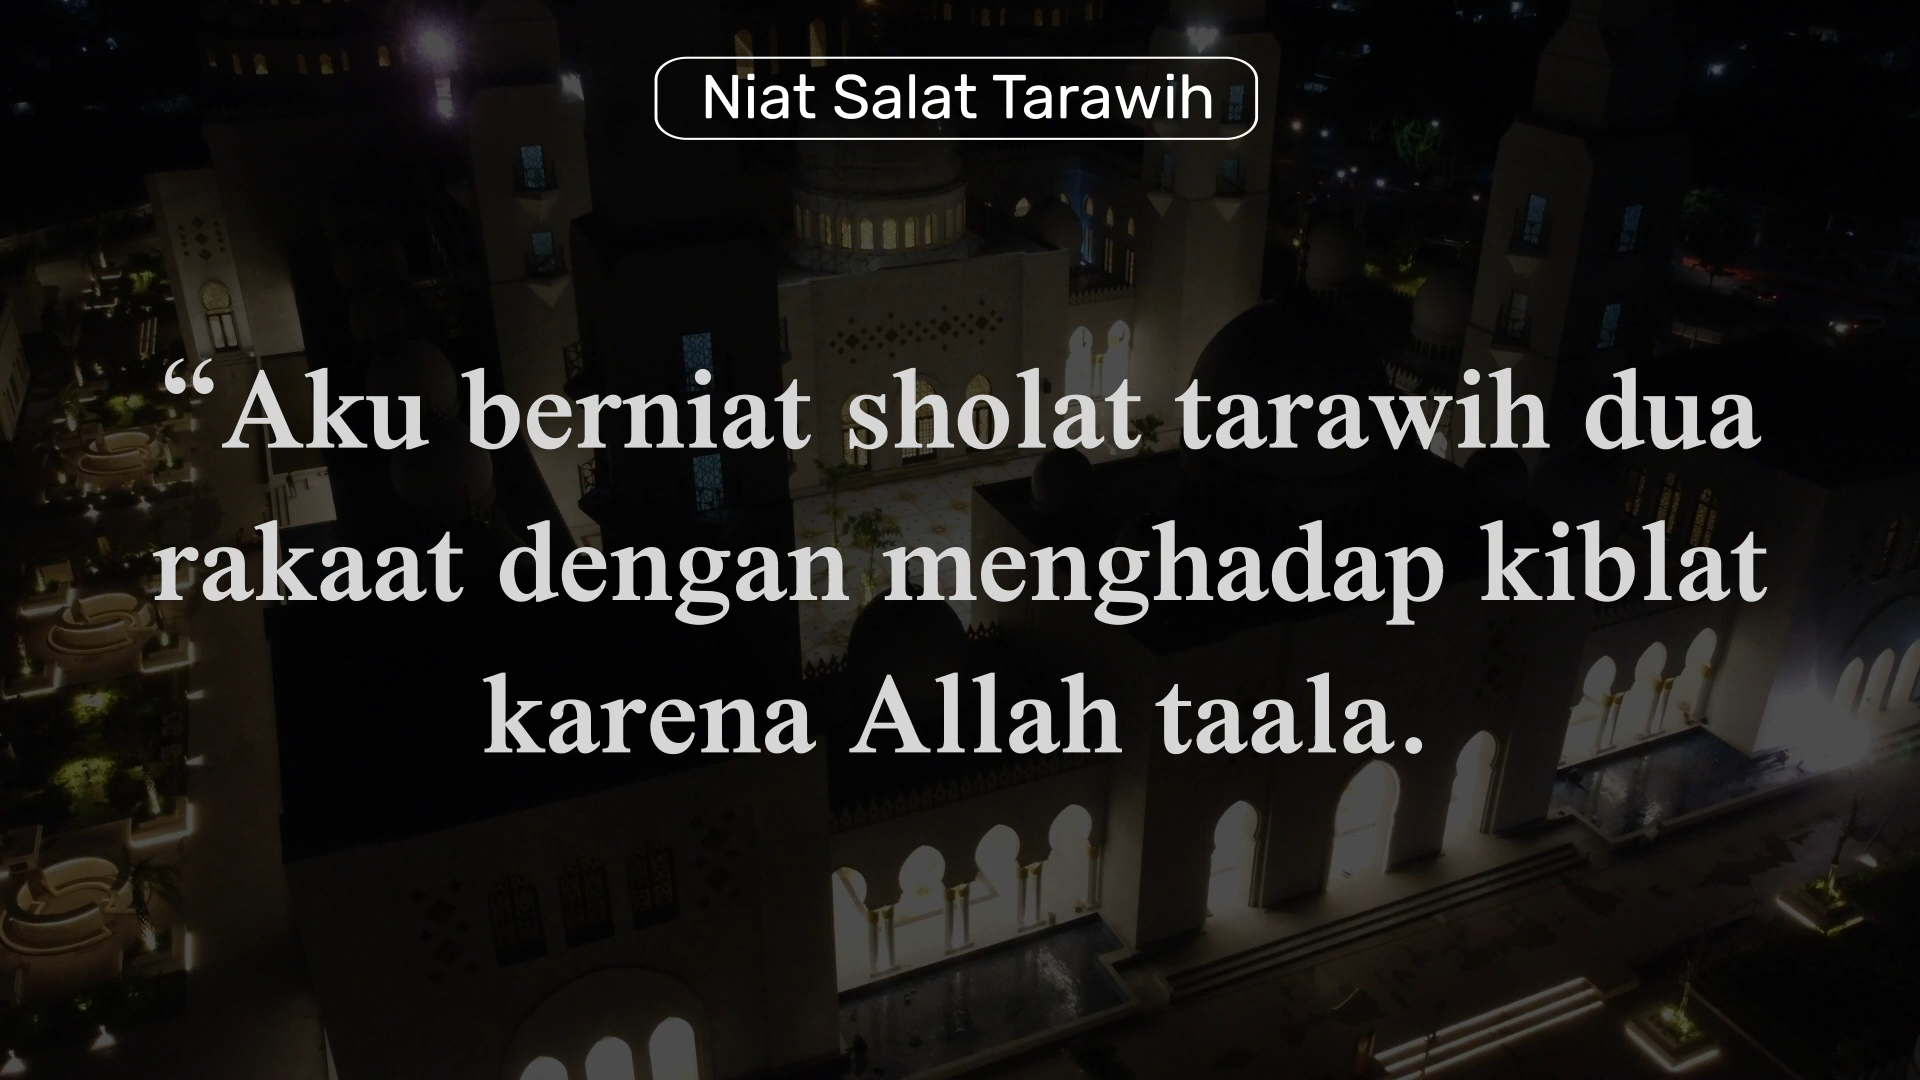 Niat Salat Tarawih
“Aku berniat sholat tarawih dua
rakaat dengan menghadap kiblat
karena Allah taala.